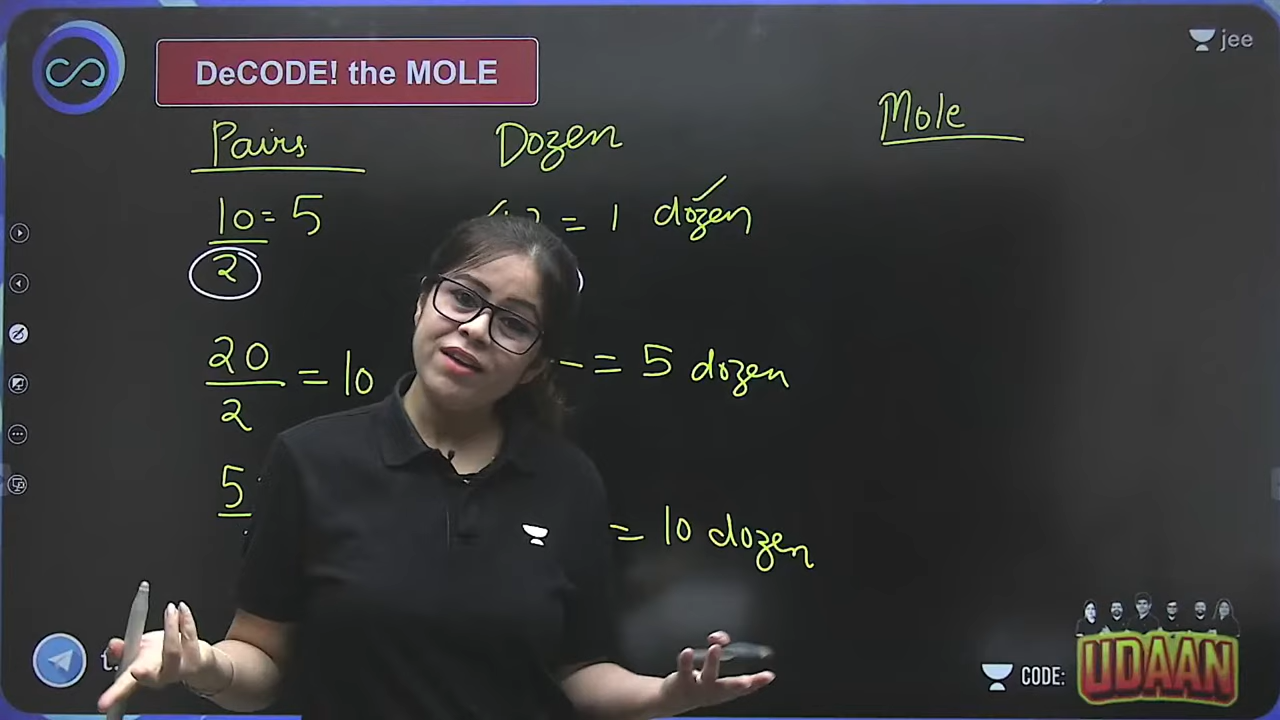 DeCODE! the MOLE
jee
Pairs
Dozen
Mole
10 = 5
2
= 1 dozen
20 = 10
2
= 5 dozen
5
= 10 dozen
t.
CODE:
UDAAN